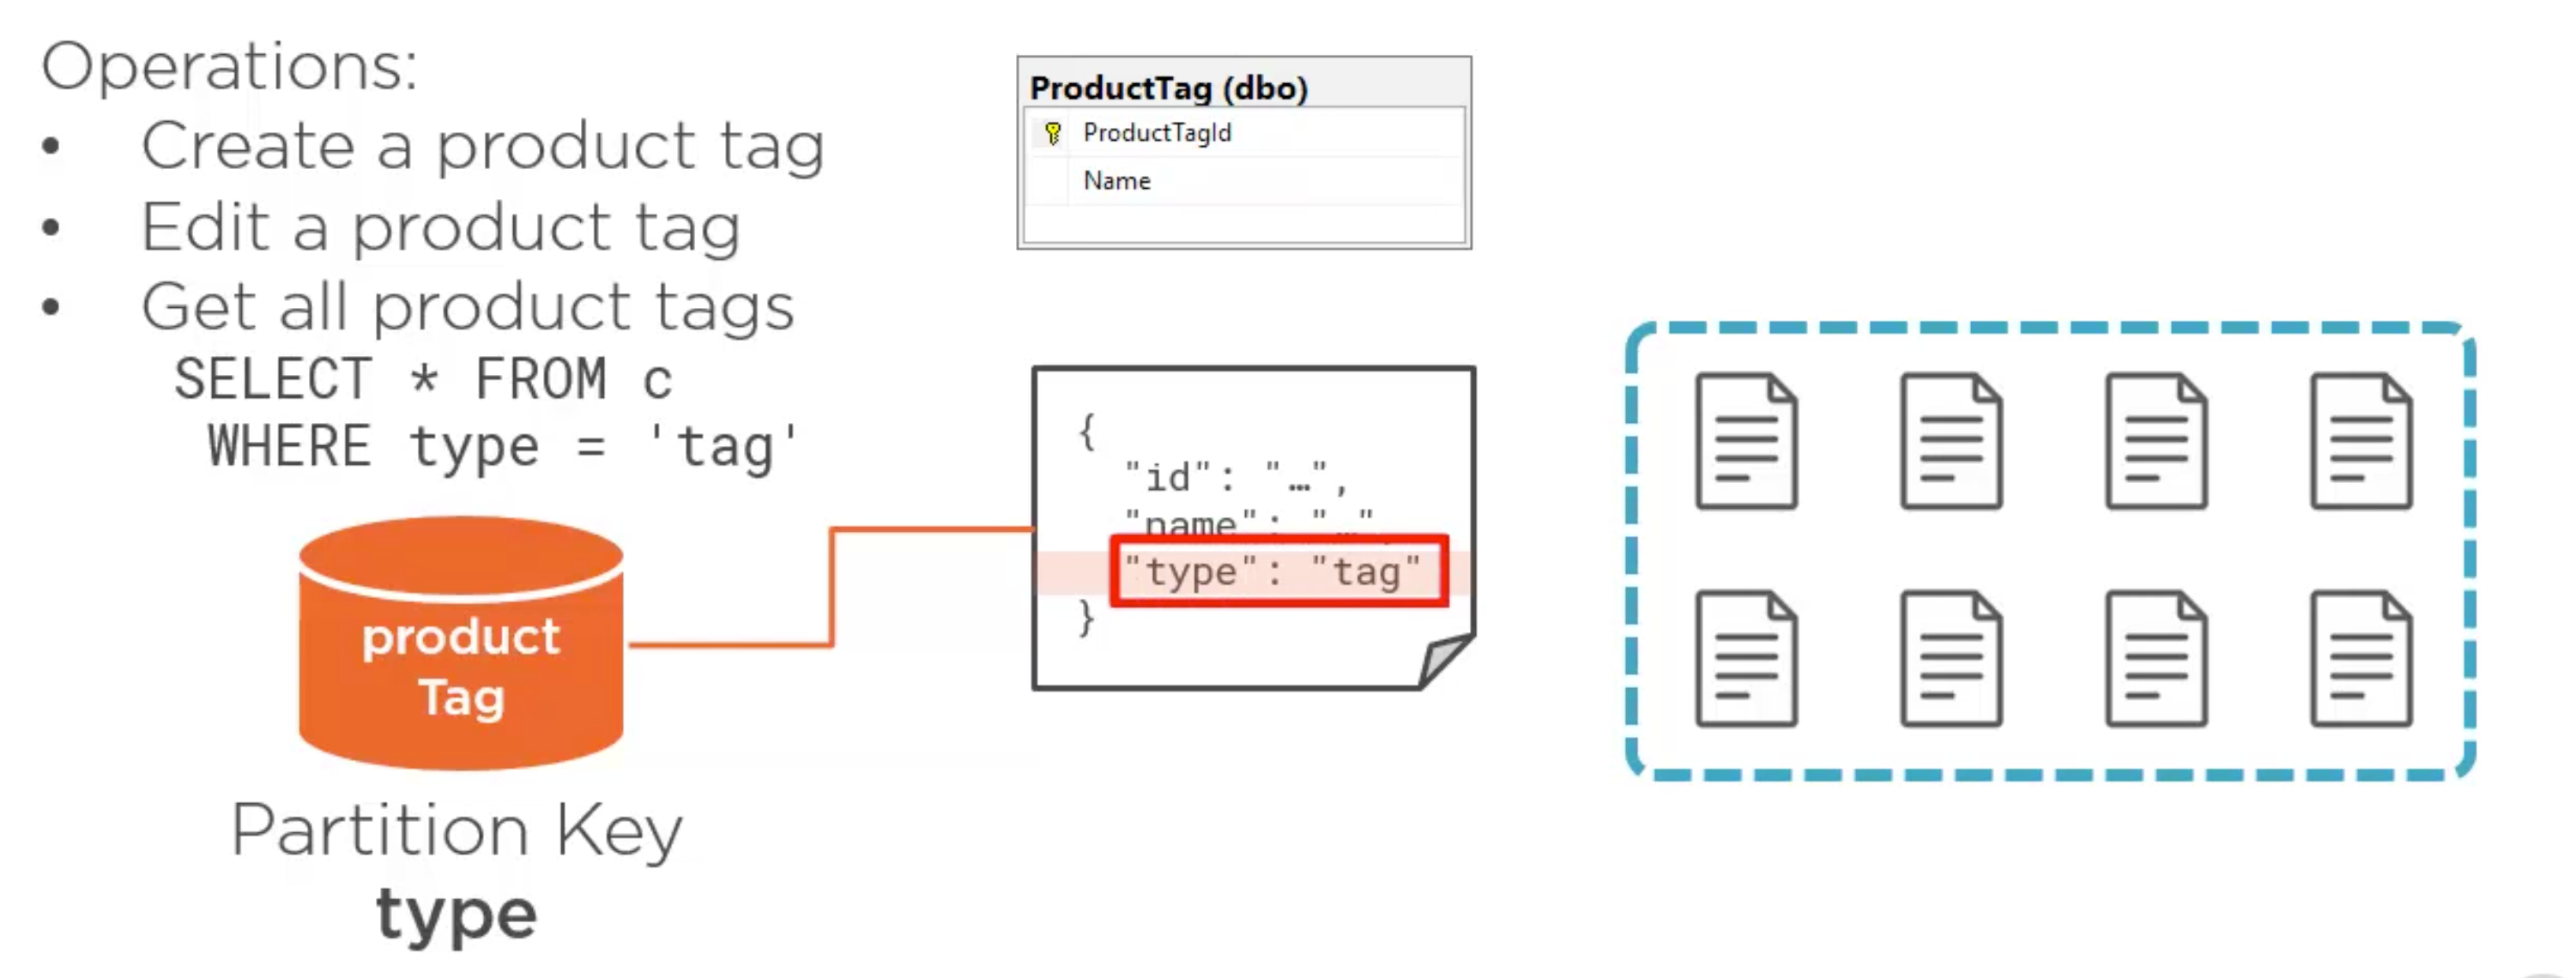 Operations:
• Create a product tag
• Edit a product tag
• Get all product tags
SELECT * FROM c
WHERE type = 'tag'
product
Tag
Partition Key
type
ProductTag (dbo)
ProductTagId
Name
{
"id": "…",
"name": "…",
"type": "tag"
}